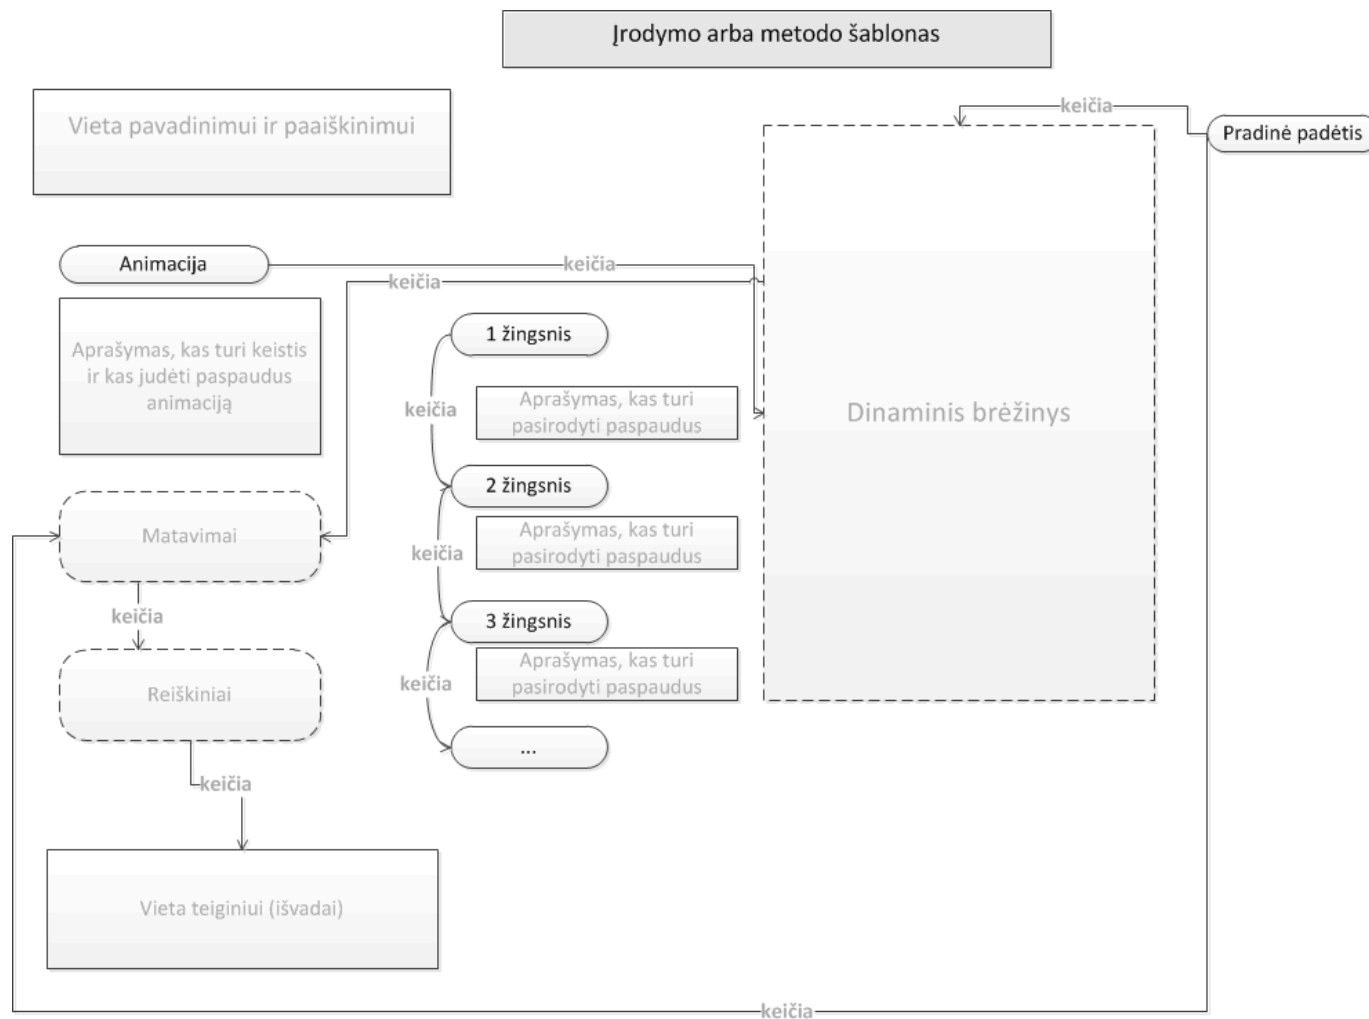 Įrodymo arba metodo šablonas
Vieta pavadinimui ir paaiškinimui
keičia
Pradinė padėtis
Animacija
keičia
keičia
Aprašymas, kas turi keistis
ir kas judėti paspaudus
animaciją
1 žingsnis
keičia
Aprašymas, kas turi
pasirodyti paspaudus
Dinaminis brėžinys
2 žingsnis
Matavimai
keičia
Aprašymas, kas turi
pasirodyti paspaudus
keičia
3 žingsnis
Reiškiniai
keičia
Aprašymas, kas turi
pasirodyti paspaudus
...
keičia
Vieta teiginiui (išvadai)
keičia